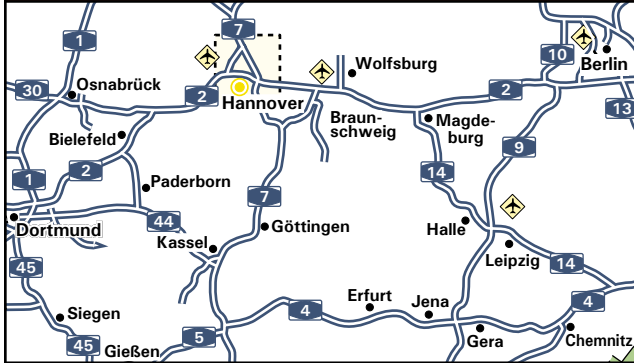 7
1
10
Berlin
Wolfsburg
30
Osnabrück
2
Hannover
2
13
Braun-
schweig
Magde-
burg
Bielefeld
9
2
14
1
Paderborn
7
44
Göttingen
Halle
Dortmund
Kassel
Leipzig
45
14
Erfurt
Jena
4
4
Siegen
5
Gera
Chemnitz
45
Gießen